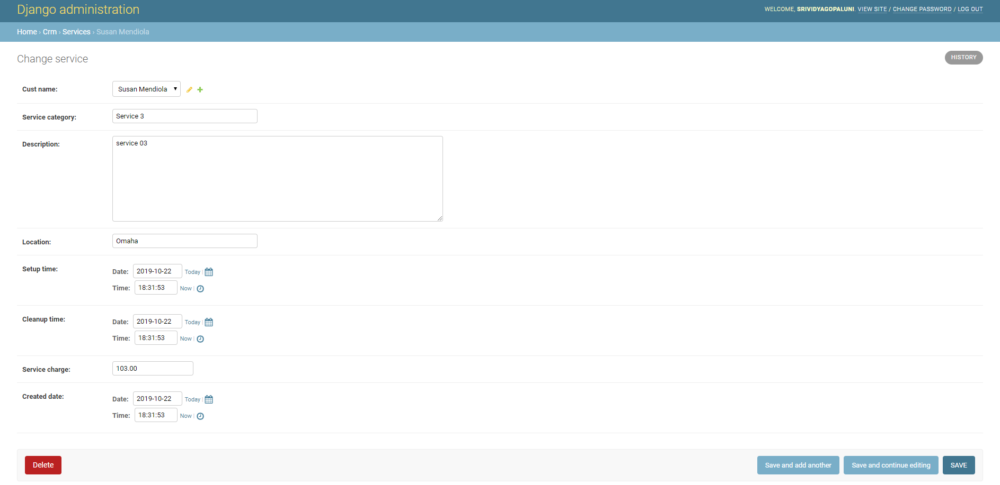 Django administration
WELCOME, SRIVIDYAGOPALUNI. VIEW SITE / CHANGE PASSWORD / LOG OUT
Home › Crm › Services › Susan Mendiola
Change service
HISTORY
Cust name: Susan Mendiola
Service category: Service 3
Description: service 03
Location: Omaha
Setup time:
Date: 2019-10-22 Today |
Time: 18:31:53 Now |
Cleanup time:
Date: 2019-10-22 Today |
Time: 18:31:53 Now |
Service charge: 103.00
Created date:
Date: 2019-10-22 Today |
Time: 18:31:53 Now |
Delete Save and add another Save and continue editing SAVE